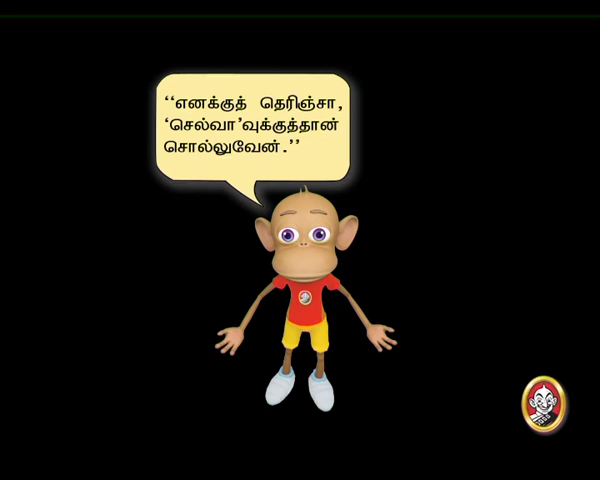 ‘‘எனக்குத் தெரிஞ்சா,
‘செல்வா’வுக்குத்தான்
சொல்லுவேன்.’’